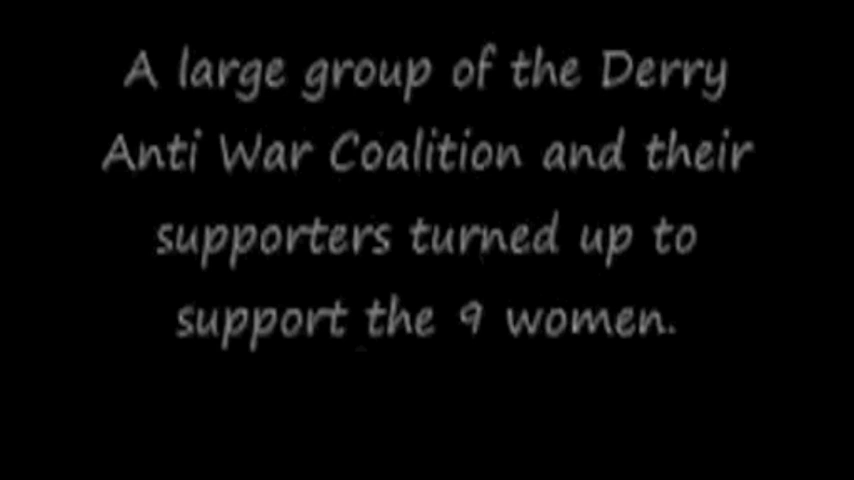 A large group of the Derry
Anti War Coalition and their
supporters turned up to
support the 9 women.